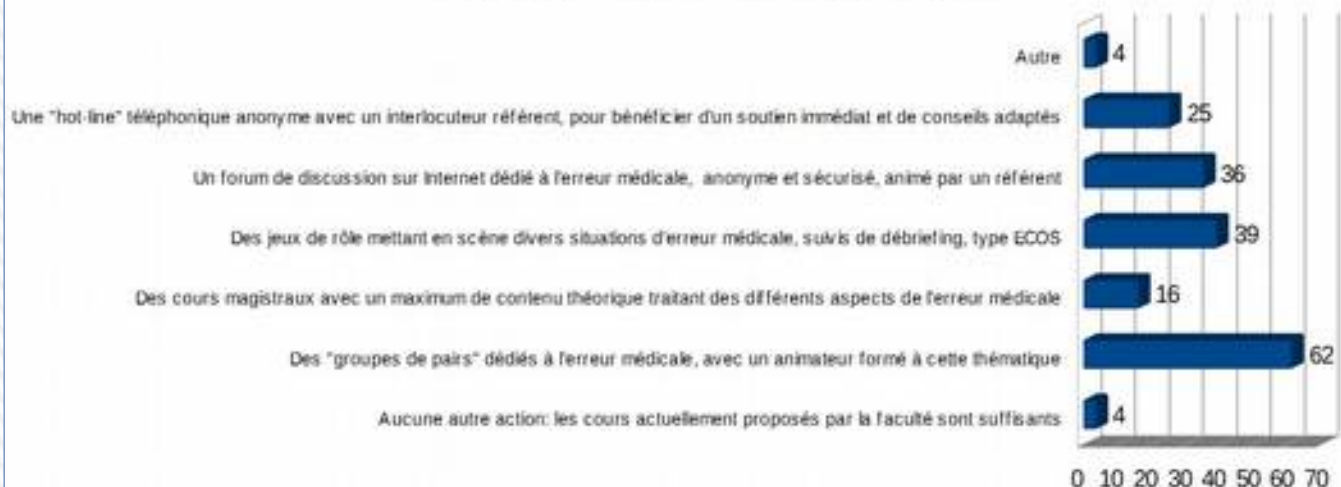 Autre 4
Une "hot-line" téléphonique anonyme avec un interlocuteur référent, pour bénéficier d'un soutien immédiat et de conseils adaptés 25
Un forum de discussion sur Internet dédié à l'erreur médicale, anonyme et sécurisé, animé par un référent 36
Des jeux de rôle mettant en scène divers situations d'erreur médicale, suivis de débriefing, type ECOS 39
Des cours magistraux avec un maximum de contenu théorique traitant des différents aspects de l'erreur médicale 16
Des "groupes de pairs" dédiés à l'erreur médicale, avec un animateur formé à cette thématique 62
Aucune autre action: les cours actuellement proposés par la faculté sont suffisants 4
0 10 20 30 40 50 60 70